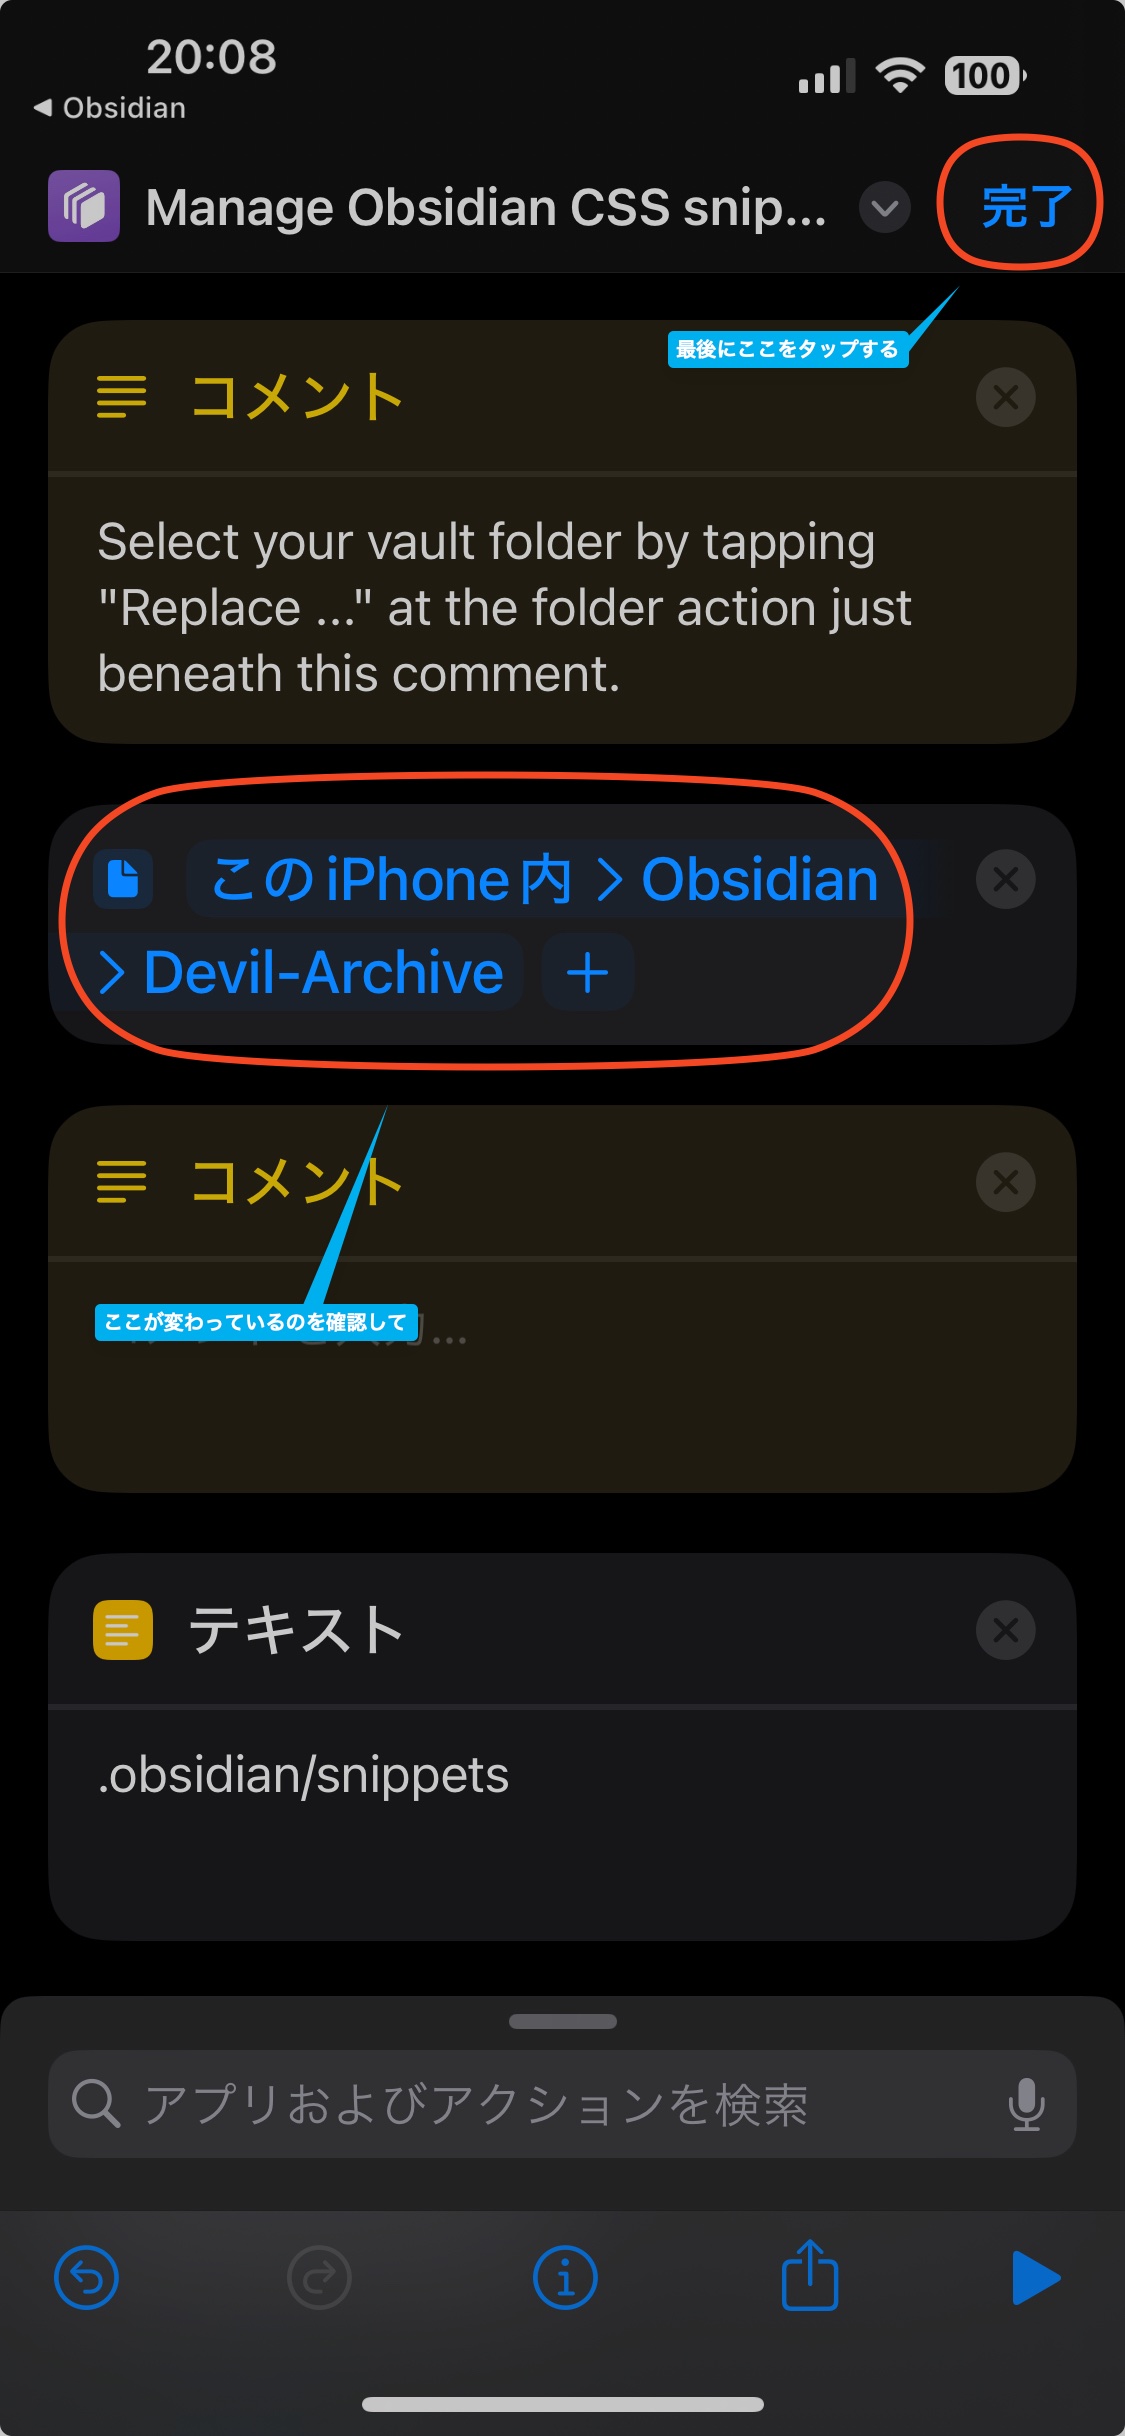 20:08
100
◀ Obsidian
Manage Obsidian CSS snip...
完了
最後にここをタップする
コメント
Select your vault folder by tapping
"Replace ..." at the folder action just
beneath this comment.
このiPhone内 > Obsidian
> Devil-Archive
+
コメント
ここが変わっているのを確認して
テキスト
.obsidian/snippets
アプリおよびアクションを検索